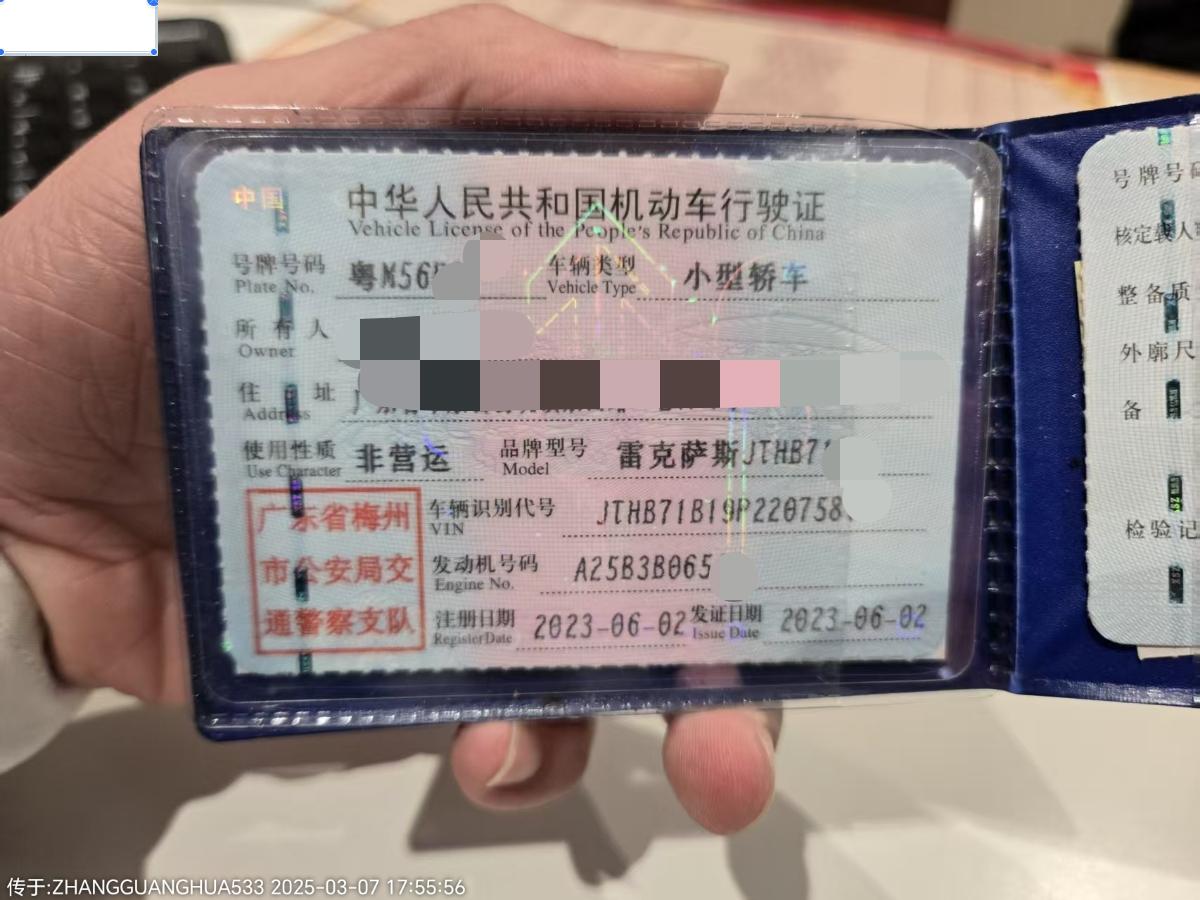 中国
中华人民共和国机动车行驶证
Vehicle License of the People's Republic of China
号牌号码 粤M56 车辆类型 小型轿车
Plate No. Vehicle Type
所有人
Owner
住址
Address
使用性质 非营运 品牌型号 雷克萨斯JTHB71
Use Character Model
广东省梅州 车辆识别代号 JTHB71B19P220758
VIN
市公安局交 发动机号码 A25B3B065
Engine No.
通警察支队 注册日期 2023-06-02 发证日期 2023-06-02
Register Date Issue Date
号牌号码
核定载人
整备质
外廓尺
备
检验记
传于:ZHANGGUANGHUA533 2025-03-07 17:55:56